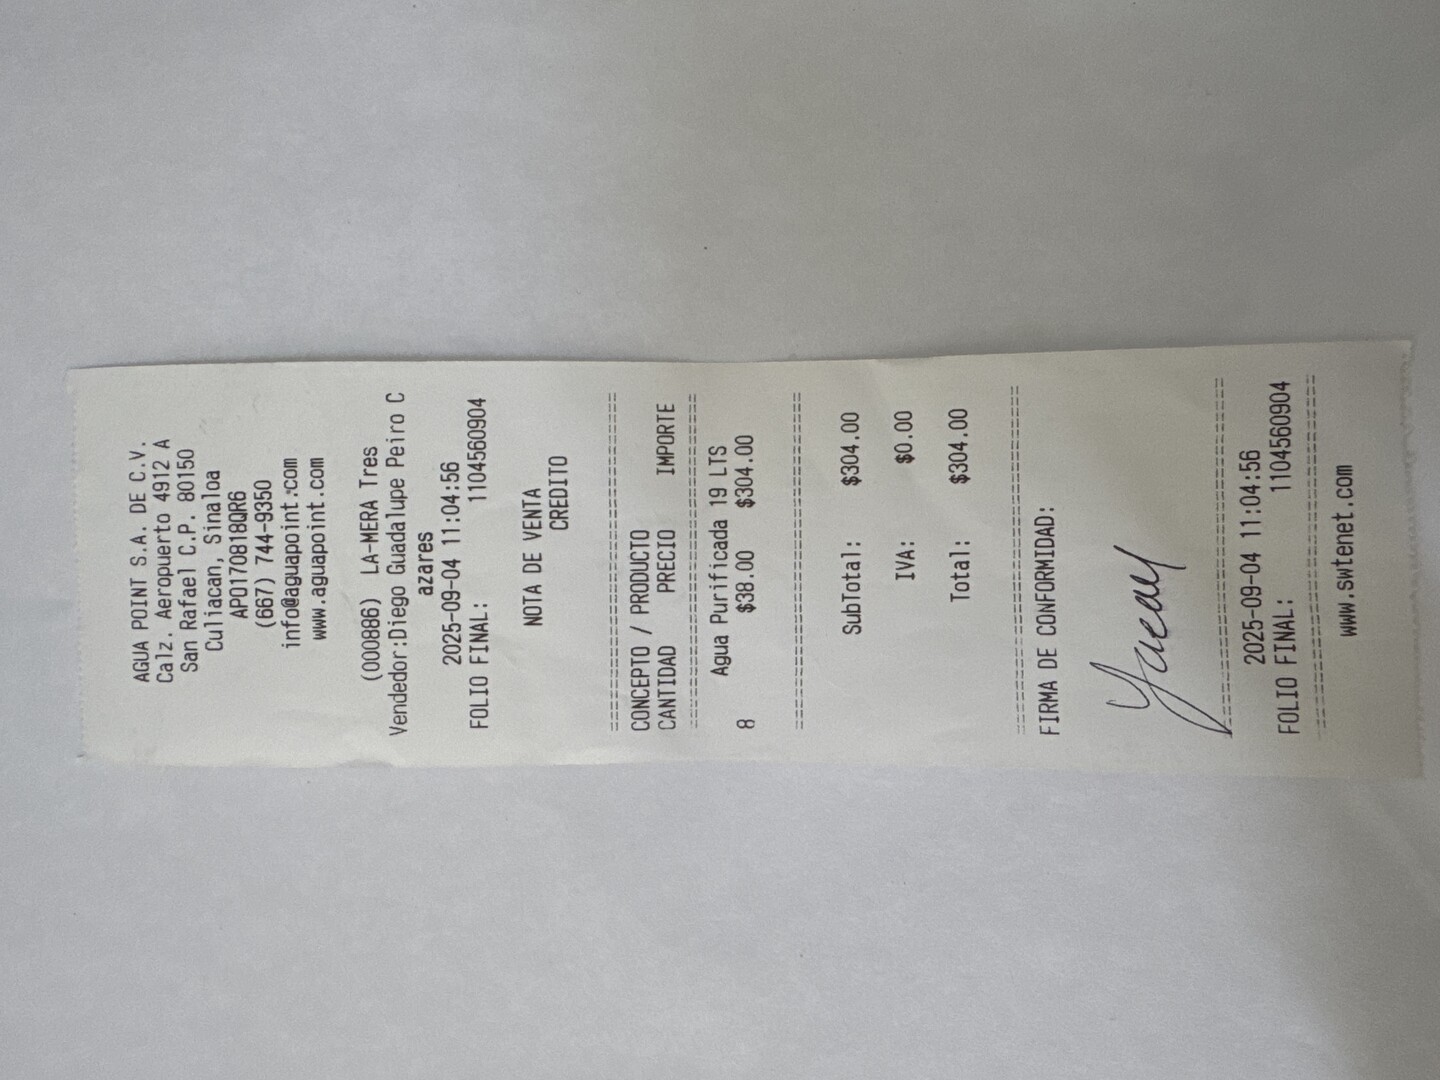 AGUA POINT S.A. DE C.V.
Calz. Aeropuerto 4912 A
San Rafael C.P. 80150
Culiacan, Sinaloa
APO170818QR6
(667) 744-9350
info@aguapoint.com
www.aguapoint.com
(000886) LA-MERA Tres
Vendedor:Diego Guadalupe Peiro C
azares
2025-09-04 11:04:56
FOLIO FINAL: 1104560904
NOTA DE VENTA
CREDITO
================================
CONCEPTO / PRODUCTO
CANTIDAD PRECIO IMPORTE
================================
Agua Purificada 19 LTS
8 $38.00 $304.00
================================
SubTotal: $304.00
IVA: $0.00
Total: $304.00
================================
FIRMA DE CONFORMIDAD:
================================
2025-09-04 11:04:56
FOLIO FINAL: 1104560904
================================
www.swtenet.com